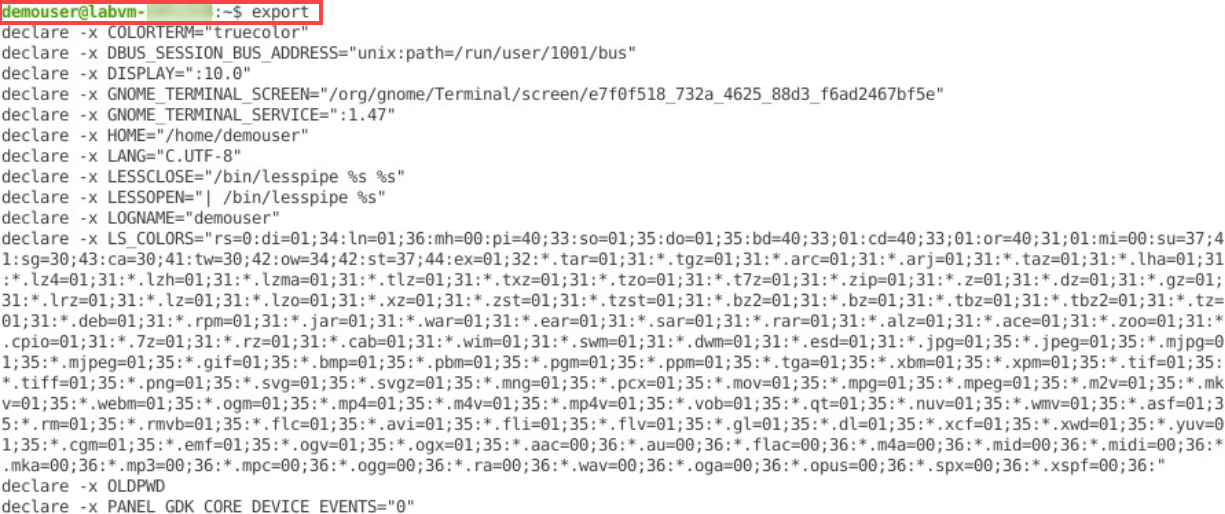 demouser@labvm-:~$ export
declare -x COLORTERM="truecolor"
declare -x DBUS_SESSION_BUS_ADDRESS="unix:path=/run/user/1001/bus"
declare -x DISPLAY=":10.0"
declare -x GNOME_TERMINAL_SCREEN="/org/gnome/Terminal/screen/e7f0f518_732a_4625_88d3_f6ad2467bf5e"
declare -x GNOME_TERMINAL_SERVICE=":1.47"
declare -x HOME="/home/demouser"
declare -x LANG="C.UTF-8"
declare -x LESSCLOSE="/bin/lesspipe %s %s"
declare -x LESSOPEN="| /bin/lesspipe %s"
declare -x LOGNAME="demouser"
declare -x LS_COLORS="rs=0:di=01;34:ln=01;36:mh=00:pi=40;33:so=01;35:do=01;35:bd=40;33;01:cd=40;33;01:or=40;31;01:mi=00:su=37;4
1:sg=30;43:ca=30;41:tw=30;42:ow=34;42:st=37;44:ex=01;32:*.tar=01;31:*.tgz=01;31:*.arc=01;31:*.arj=01;31:*.taz=01;31:*.lha=01;31
:*.lz4=01;31:*.lzh=01;31:*.lzma=01;31:*.tlz=01;31:*.txz=01;31:*.tzo=01;31:*.t7z=01;31:*.zip=01;31:*.z=01;31:*.dz=01;31:*.gz=01;
31:*.lrz=01;31:*.lz=01;31:*.lzo=01;31:*.xz=01;31:*.zst=01;31:*.tzst=01;31:*.bz2=01;31:*.bz=01;31:*.tbz=01;31:*.tbz2=01;31:*.tz=
01;31:*.deb=01;31:*.rpm=01;31:*.jar=01;31:*.war=01;31:*.ear=01;31:*.sar=01;31:*.rar=01;31:*.alz=01;31:*.ace=01;31:*.zoo=01;31:*
.cpio=01;31:*.7z=01;31:*.rz=01;31:*.cab=01;31:*.wim=01;31:*.swm=01;31:*.dwm=01;31:*.esd=01;31:*.jpg=01;35:*.jpeg=01;35:*.mjpg=0
1;35:*.mjpeg=01;35:*.gif=01;35:*.bmp=01;35:*.pbm=01;35:*.pgm=01;35:*.ppm=01;35:*.tga=01;35:*.xbm=01;35:*.xpm=01;35:*.tif=01;35:
*.tiff=01;35:*.png=01;35:*.svg=01;35:*.svgz=01;35:*.mng=01;35:*.pcx=01;35:*.mov=01;35:*.mpg=01;35:*.mpeg=01;35:*.m2v=01;35:*.mk
v=01;35:*.webm=01;35:*.ogm=01;35:*.mp4=01;35:*.m4v=01;35:*.mp4v=01;35:*.vob=01;35:*.qt=01;35:*.nuv=01;35:*.wmv=01;35:*.asf=01;3
5:*.rm=01;35:*.rmvb=01;35:*.flc=01;35:*.avi=01;35:*.fli=01;35:*.flv=01;35:*.gl=01;35:*.dl=01;35:*.xcf=01;35:*.xwd=01;35:*.yuv=0
1;35:*.cgm=01;35:*.emf=01;35:*.ogv=01;35:*.ogx=01;35:*.aac=00;36:*.au=00;36:*.flac=00;36:*.m4a=00;36:*.mid=00;36:*.midi=00;36:*
.mka=00;36:*.mp3=00;36:*.mpc=00;36:*.ogg=00;36:*.ra=00;36:*.wav=00;36:*.oga=00;36:*.opus=00;36:*.spx=00;36:*.xspf=00;36:"
declare -x OLDPWD
declare -x PANEL_GDK_CORE_DEVICE_EVENTS="0"